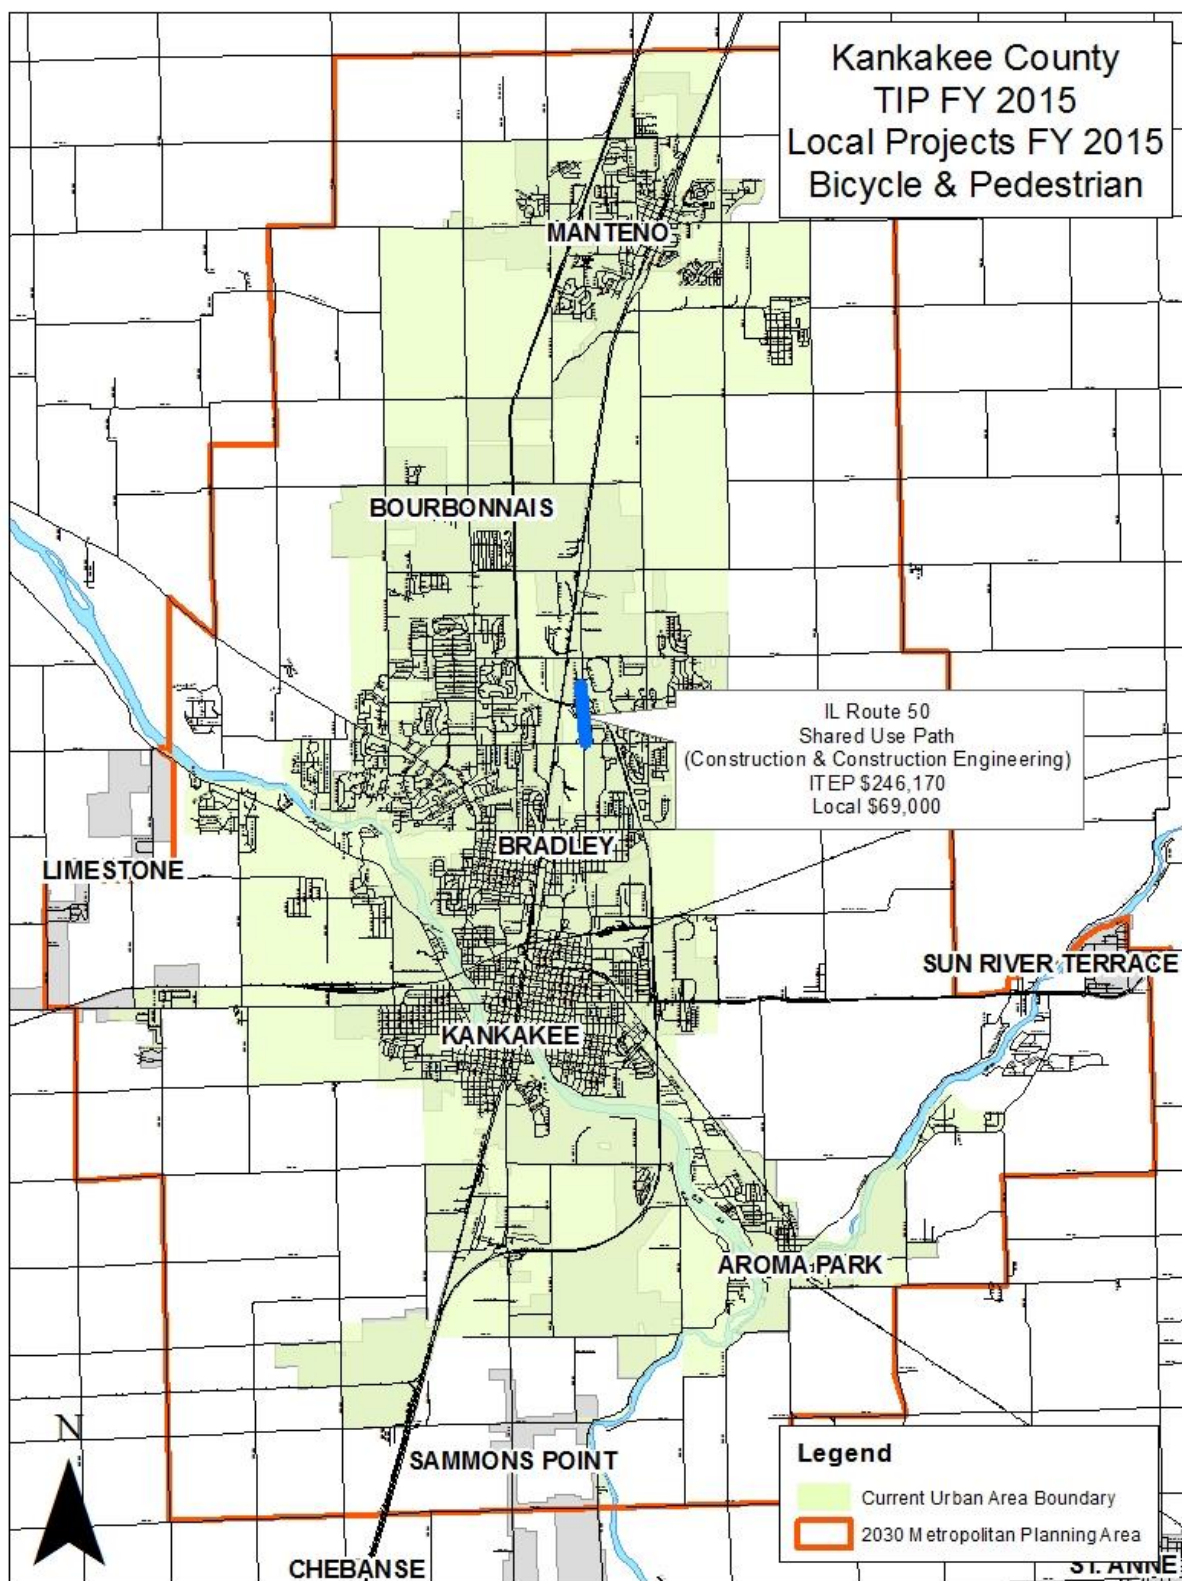 Kankakee County
TIP FY 2015
Local Projects FY 2015
Bicycle & Pedestrian
MANTENO
BOURBONNAIS
IL Route 50
Shared Use Path
(Construction & Construction Engineering)
ITEP $246,170
Local $69,000
BRADLEY
LIMESTONE
SUN RIVER TERRACE
KANKAKEE
AROMA PARK
N
SAMMONS POINT
Legend
Current Urban Area Boundary
2030 Metropolitan Planning Area
CHEBANSE
ST. ANNE